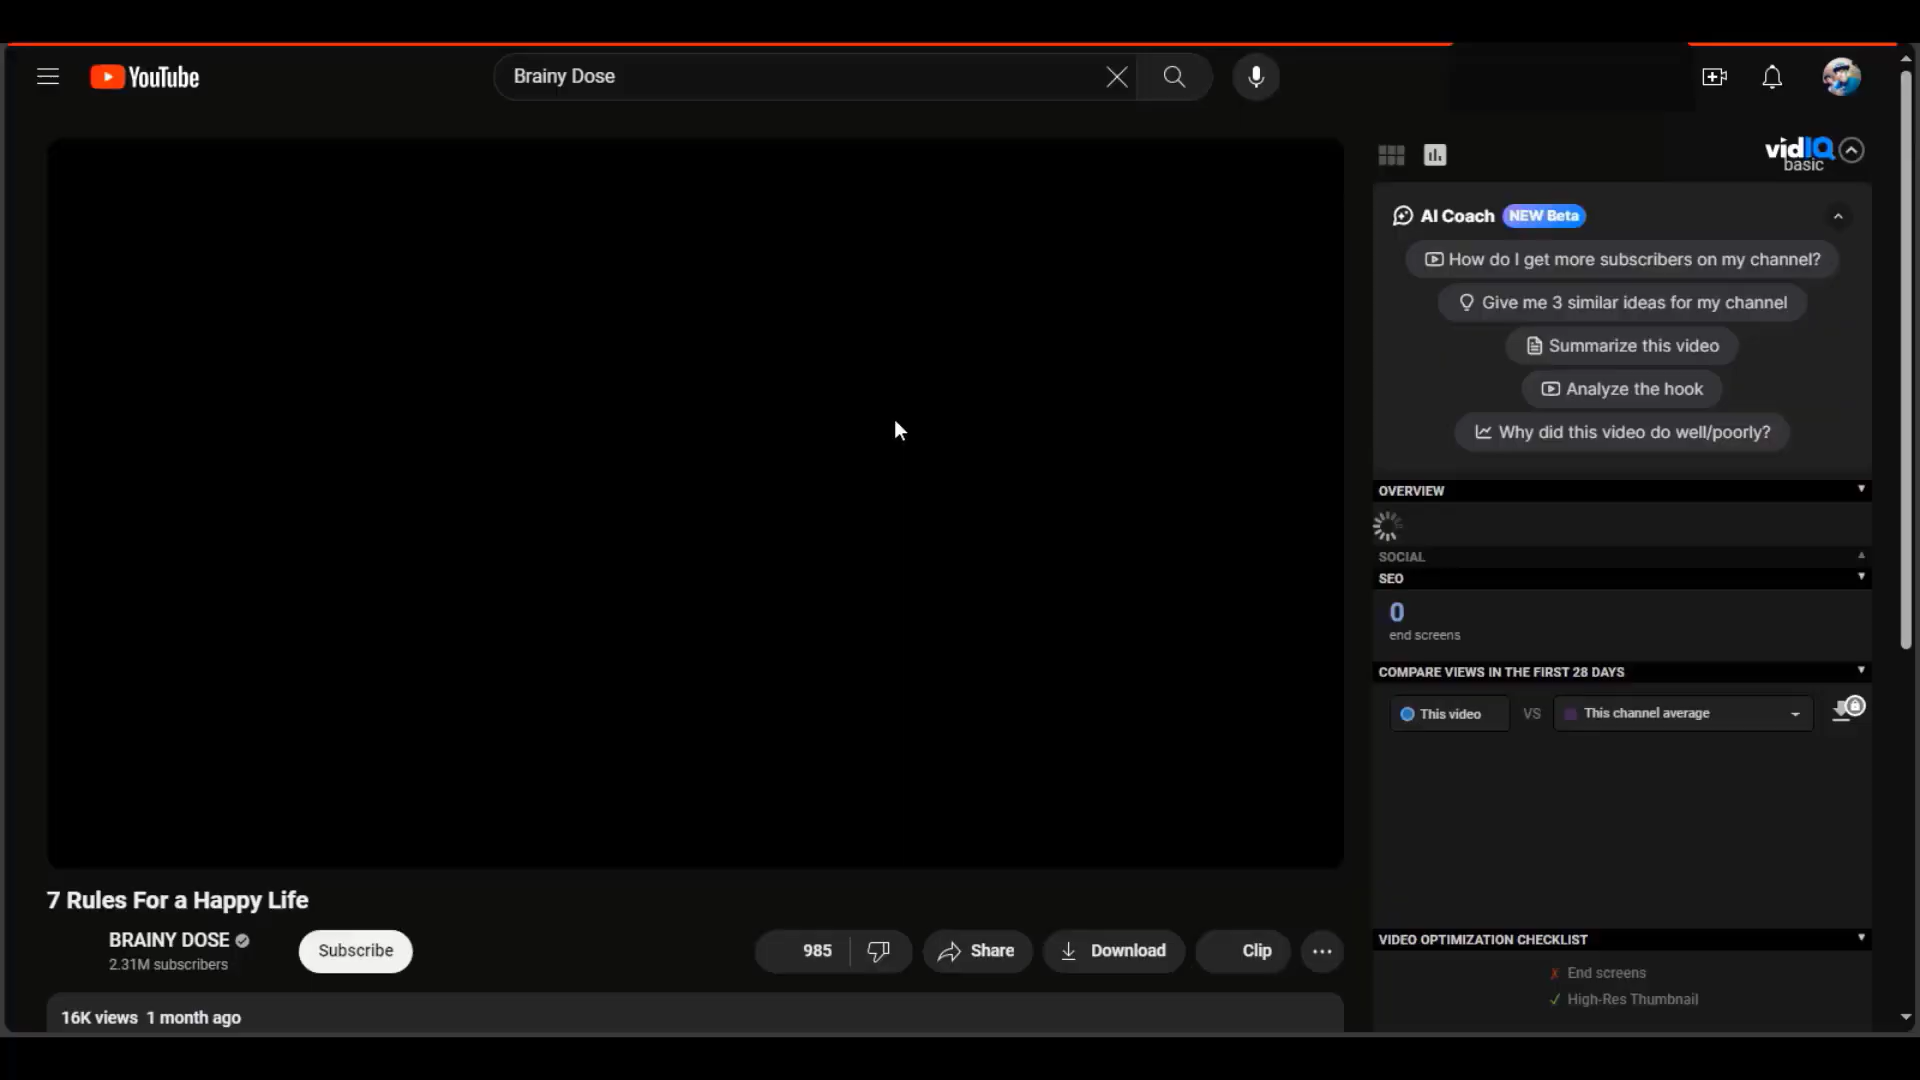 YouTube
Brainy Dose
vidIQ
basic
AI Coach NEW Beta
How do I get more subscribers on my channel?
Give me 3 similar ideas for my channel
Summarize this video
Analyze the hook
Why did this video do well/poorly?
OVERVIEW
SOCIAL
SEO
0
end screens
COMPARE VIEWS IN THE FIRST 28 DAYS
This video VS This channel average
7 Rules For a Happy Life
BRAINY DOSE
2.31M subscribers
Subscribe
985 Share Download Clip
16K views 1 month ago
VIDEO OPTIMIZATION CHECKLIST
✗ End screens
✓ High-Res Thumbnail